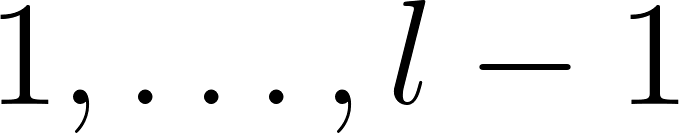 1, . . . , l − 1